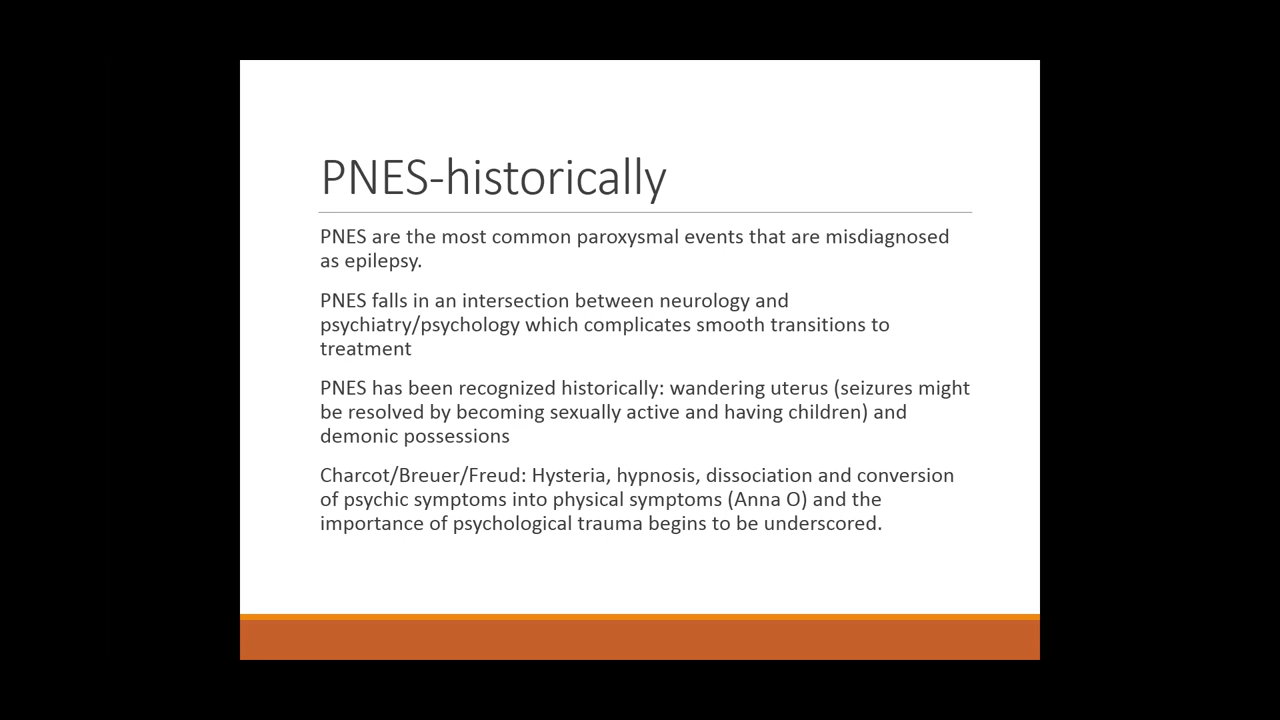 PNES-historically
PNES are the most common paroxysmal events that are misdiagnosed
as epilepsy.
PNES falls in an intersection between neurology and
psychiatry/psychology which complicates smooth transitions to
treatment
PNES has been recognized historically: wandering uterus (seizures might
be resolved by becoming sexually active and having children) and
demonic possessions
Charcot/Breuer/Freud: Hysteria, hypnosis, dissociation and conversion
of psychic symptoms into physical symptoms (Anna O) and the
importance of psychological trauma begins to be underscored.